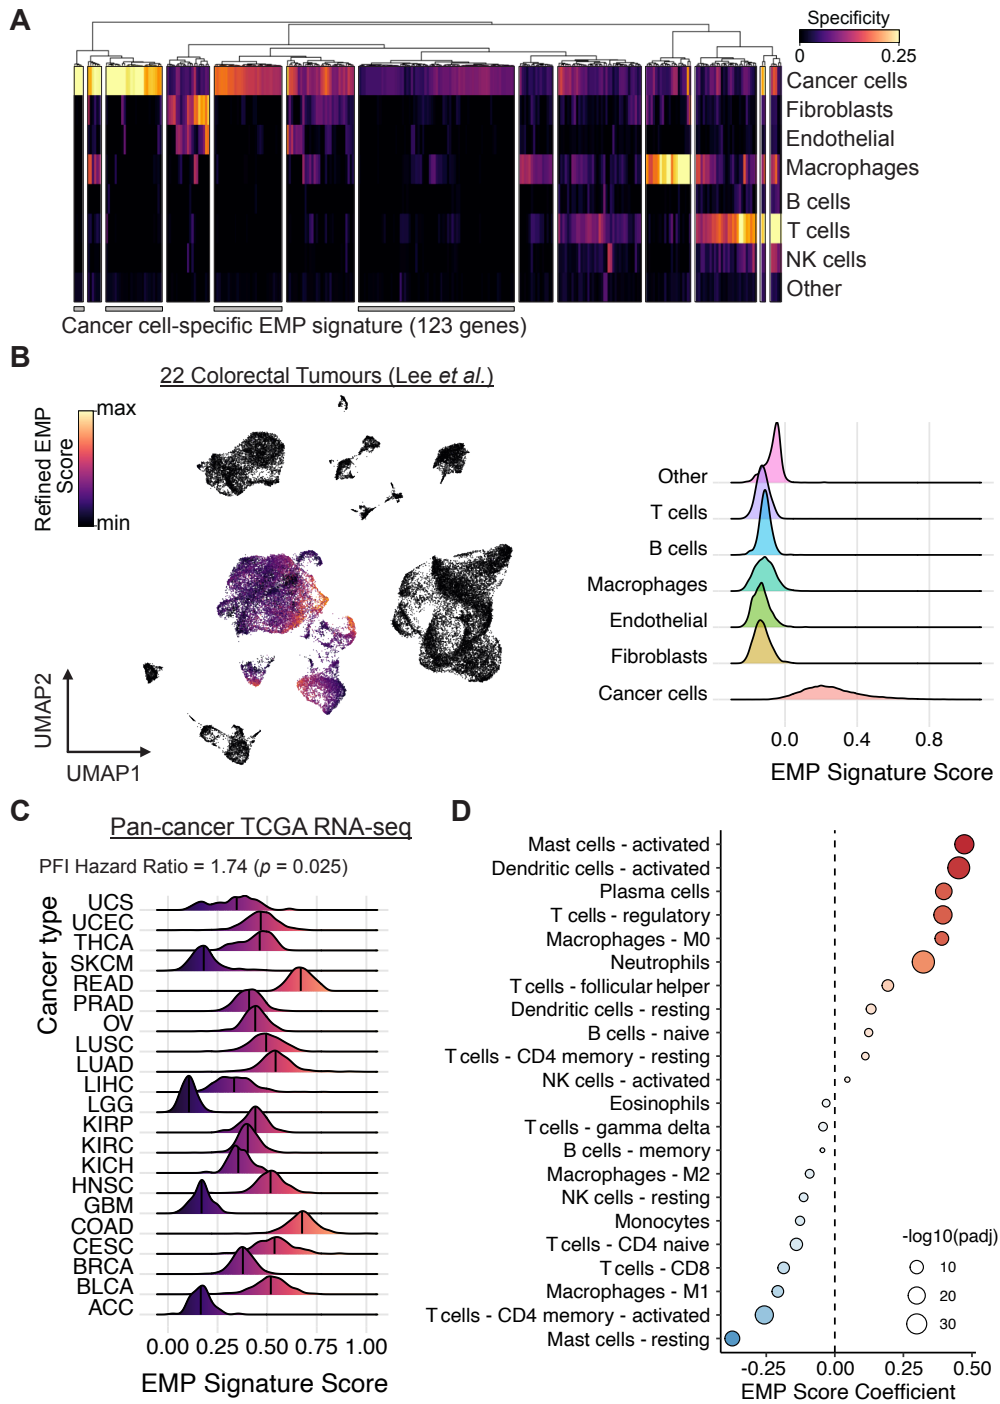 A
Specificity
0.00
0.25
Cancer cells
Fibroblasts
Endothelial
Macrophages
B cells
T cells
NK cells
Other
Cancer cell-specific EMP signature (123 genes)
B
22 Colorectal Tumours (Lee et al.)
Refined EMP
Score
max
min
UMAP2
UMAP1
Other
T cells
B cells
Macrophages
Endothelial
Fibroblasts
Cancer cells
0.0 0.4 0.8
EMP Signature Score
C
Pan-cancer TCGA RNA-seq
PFI Hazard Ratio = 1.74 (p = 0.025)
Cancer type
UCS
UCEC
THCA
SKCM
READ
PRAD
OV
LUSC
LUAD
LIHC
LGG
KIRP
KIRC
KICH
HNSC
GBM
COAD
CESC
BRCA
BLCA
ACC
0.00 0.25 0.50 0.75 1.00
EMP Signature Score
D
Mast cells - activated
Dendritic cells - activated
Plasma cells
T cells - regulatory
Macrophages - M0
Neutrophils
T cells - follicular helper
Dendritic cells - resting
B cells - naive
T cells - CD4 memory - resting
NK cells - activated
Eosinophils
T cells - gamma delta
B cells - memory
Macrophages - M2
NK cells - resting
Monocytes
T cells - CD4 naive
T cells - CD8
Macrophages - M1
T cells - CD4 memory - activated
Mast cells - resting
-log10(padj)
10
20
30
-0.25 0.00 0.25 0.50
EMP Score Coefficient